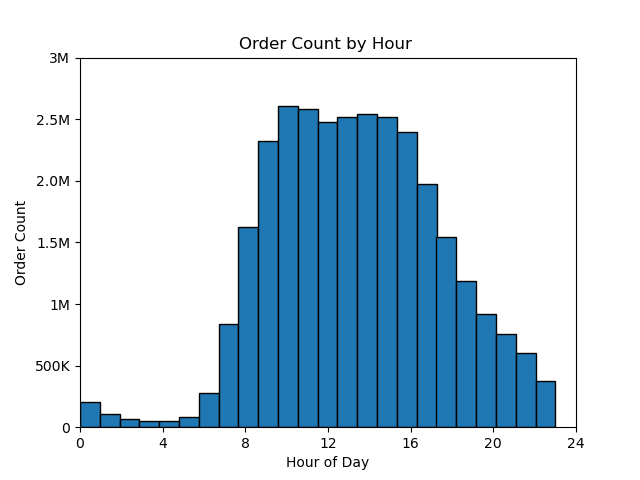 Order Count by Hour
3M
2.5M
2.0M
1.5M
1M
500K
0
Order Count
0 4 8 12 16 20 24
Hour of Day